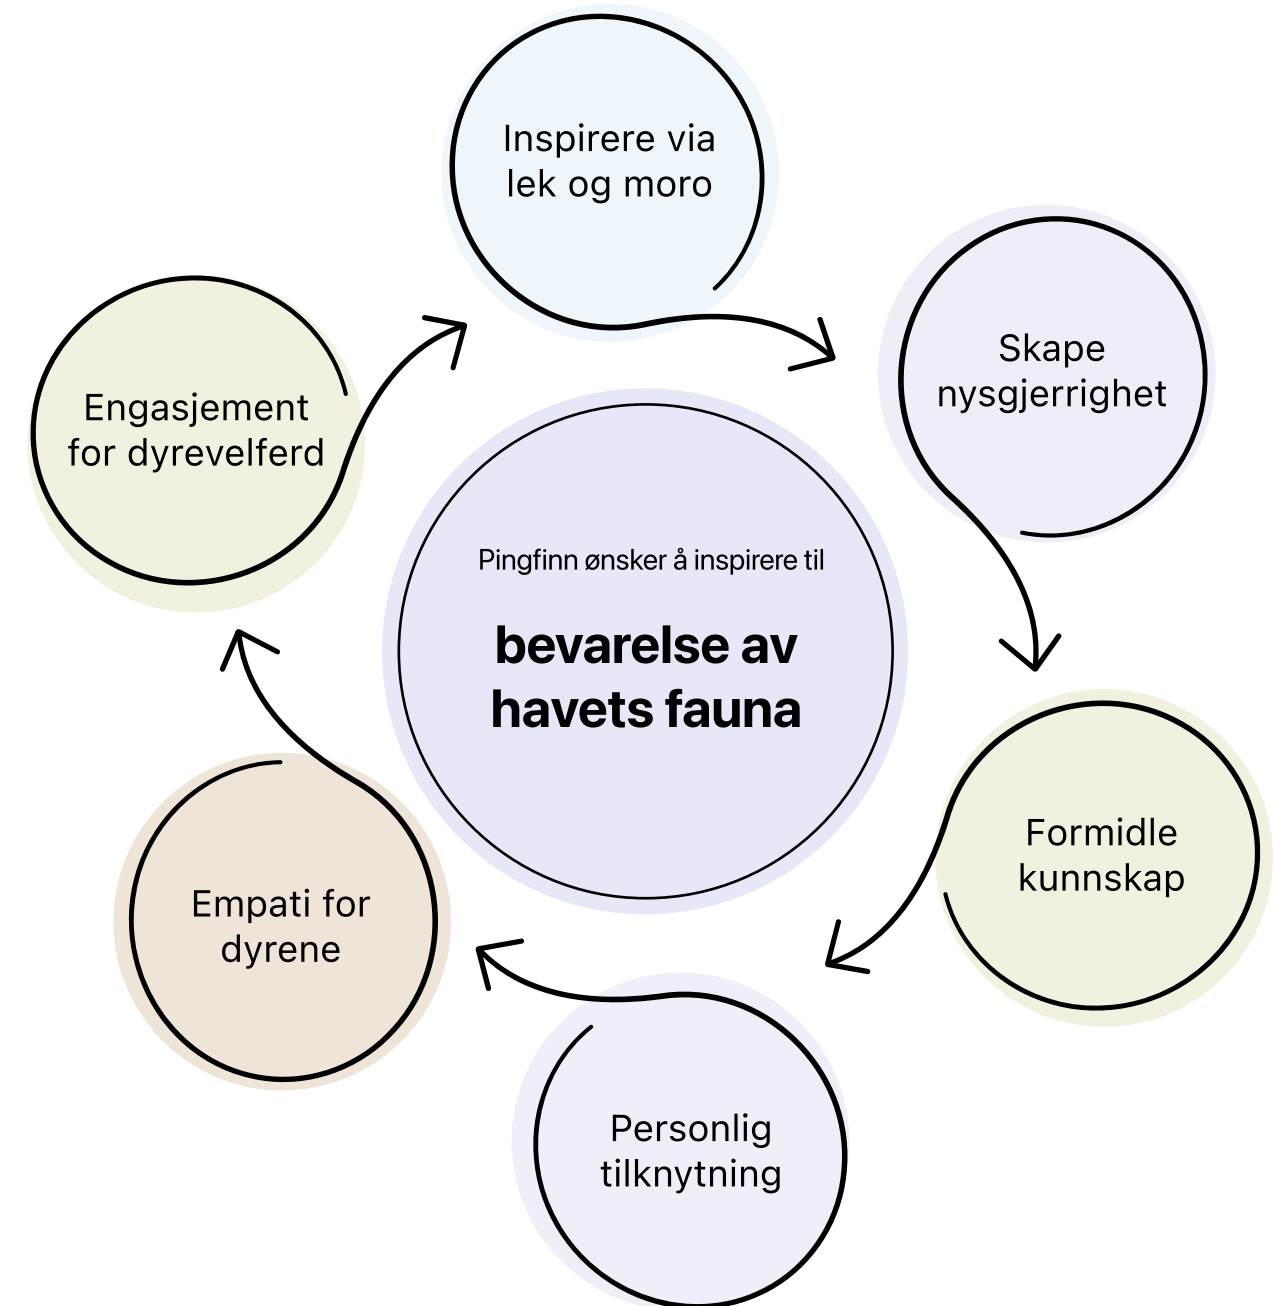 Inspirere via
lek og moro
Skape
nysgjerrighet
Engasjement
for dyrevelferd
Pingfinn ønsker å inspirere til
bevarelse av
havets fauna
Formidle
kunnskap
Empati for
dyrene
Personlig
tilknytning